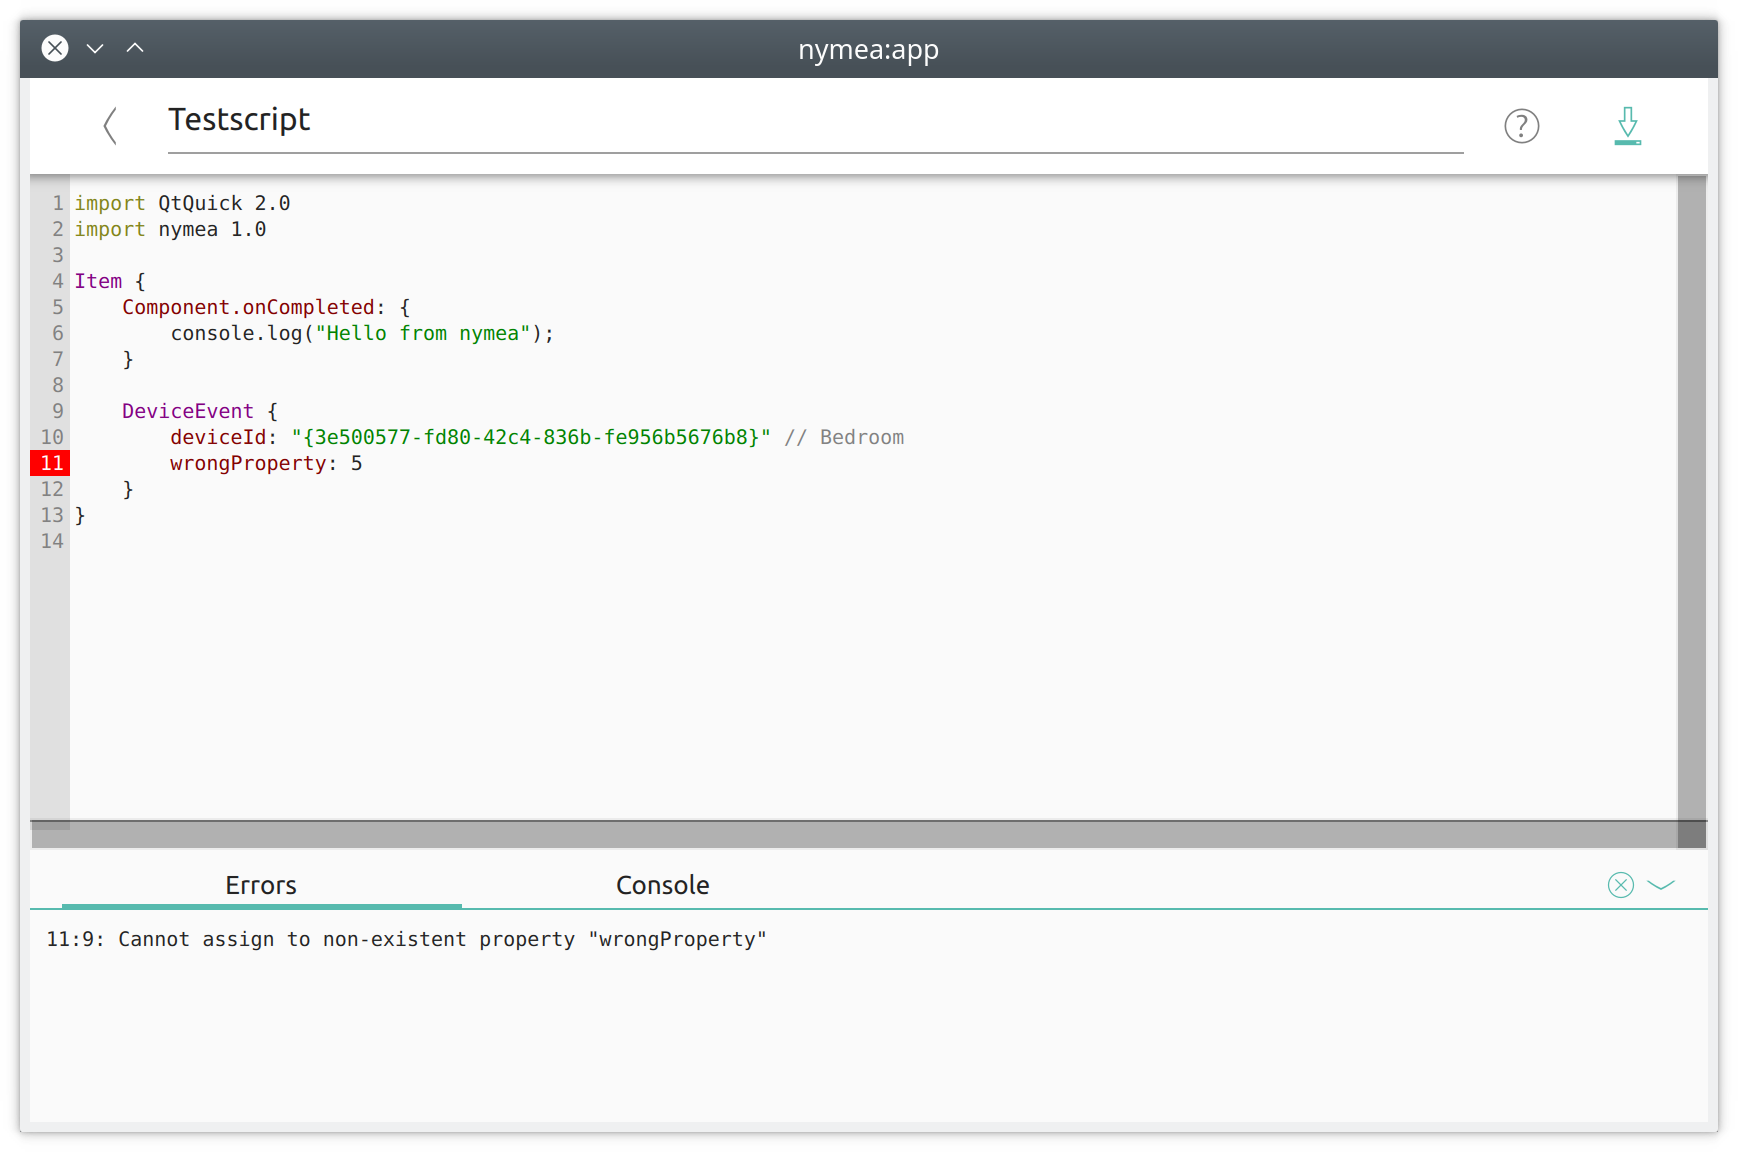 nymea:app
Testscript
?
1 import QtQuick 2.0
2 import nymea 1.0
3
4 Item {
5     Component.onCompleted: {
6         console.log("Hello from nymea");
7     }
8
9     DeviceEvent {
10         deviceId: "{3e500577-fd80-42c4-836b-fe956b5676b8}" // Bedroom
11         wrongProperty: 5
12     }
13 }
14
Errors Console
11:9: Cannot assign to non-existent property "wrongProperty"